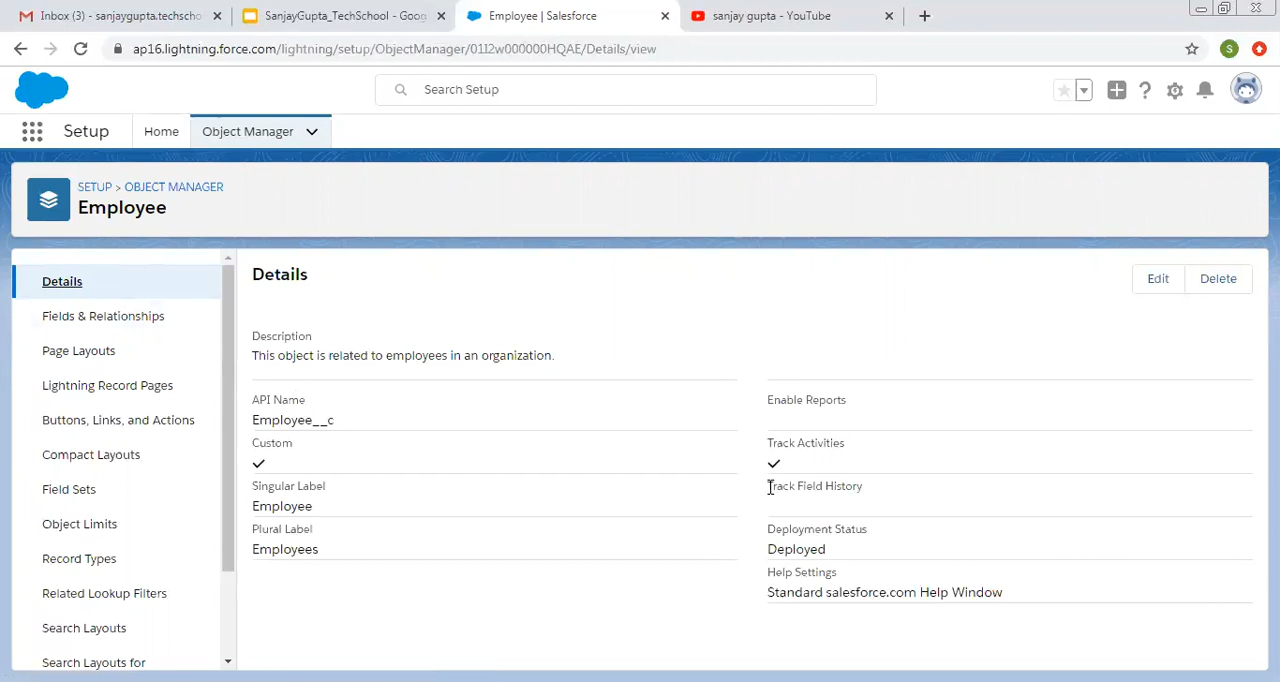 Inbox (3) - sanjaygupta.techscho
SanjayGupta_TechSchool - Goog
Employee | Salesforce
sanjay gupta - YouTube
ap16.lightning.force.com/lightning/setup/ObjectManager/01I2w000000HQAE/Details/view
S
Search Setup
Setup
Home
Object Manager
SETUP > OBJECT MANAGER
Employee
Details
Fields & Relationships
Page Layouts
Lightning Record Pages
Buttons, Links, and Actions
Compact Layouts
Field Sets
Object Limits
Record Types
Related Lookup Filters
Search Layouts
Search Layouts for
Details
Edit
Delete
Description
This object is related to employees in an organization.
API Name
Employee__c
Custom
Singular Label
Employee
Plural Label
Employees
Enable Reports
Track Activities
Track Field History
Deployment Status
Deployed
Help Settings
Standard salesforce.com Help Window